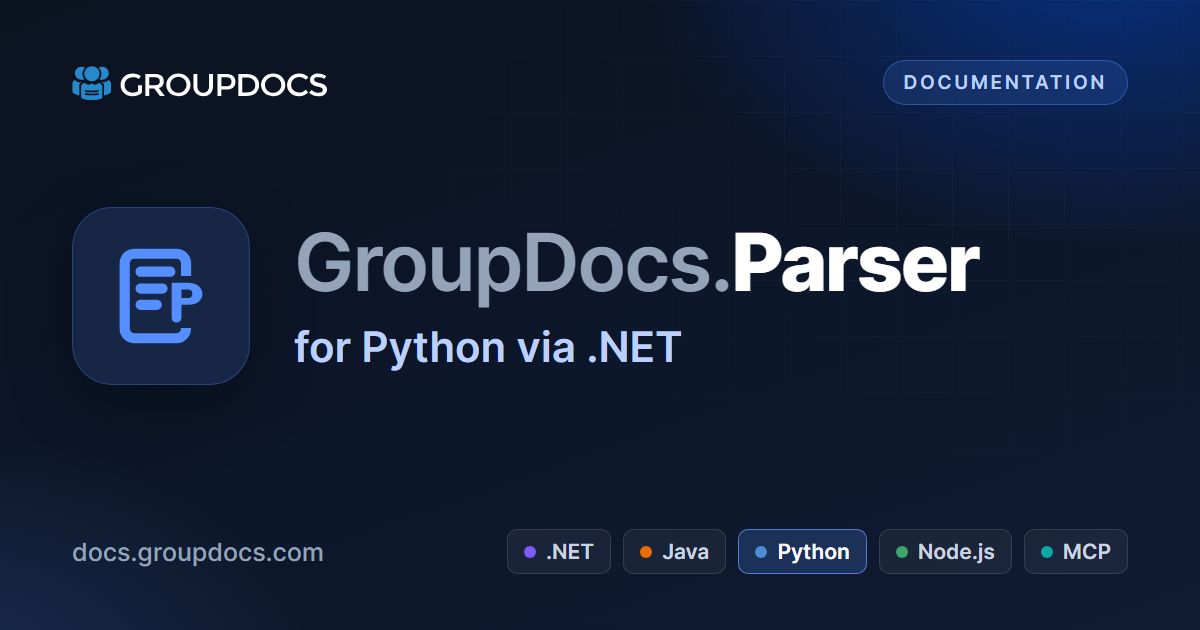 GROUPDOCS
DOCUMENTATION
GroupDocs.Parser
for Python via .NET
docs.groupdocs.com
.NET
Java
Python
Node.js
MCP